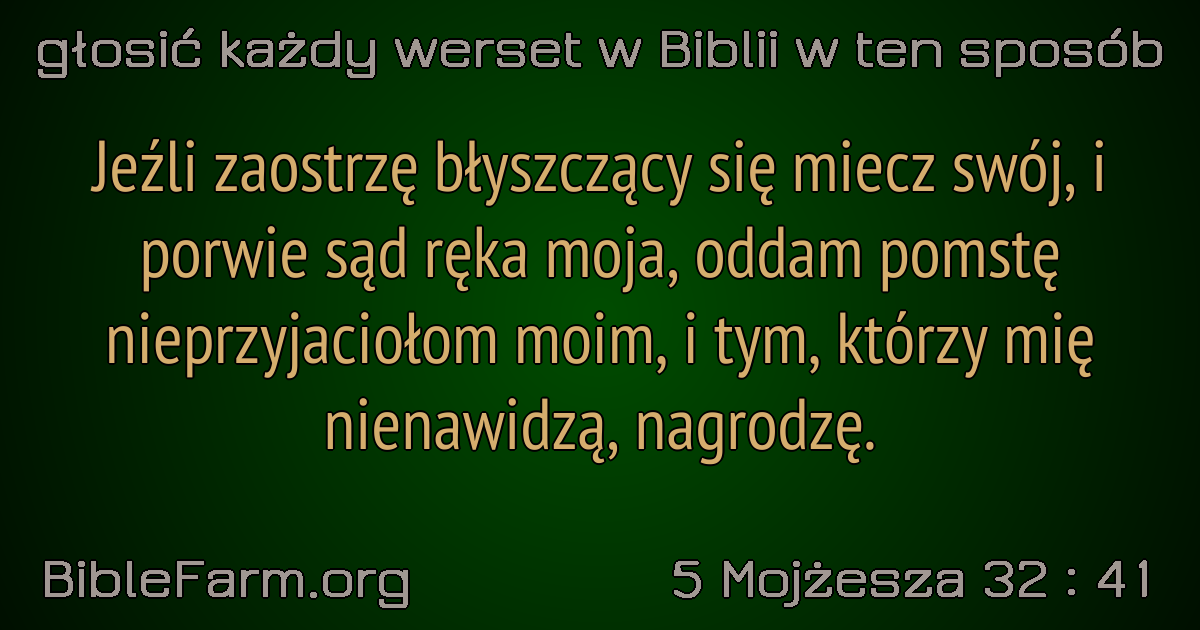 głosić każdy werset w Biblii w ten sposób
Jeźli zaostrzę błyszczący się miecz swój, i
porwie sąd ręka moja, oddam pomstę
nieprzyjaciołom moim, i tym, którzy mię
nienawidzą, nagrodzę.
BibleFarm.org
5 Mojżesza 32 : 41